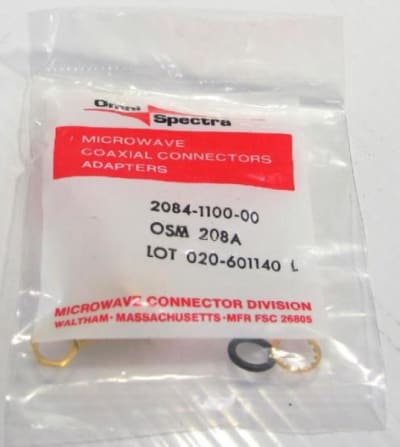 Omni
Spectra
MICROWAVE
COAXIAL CONNECTORS
ADAPTERS
2084-1100-00
OSM 208A
LOT 020-601140 L
MICROWAVE CONNECTOR DIVISION
WALTHAM • MASSACHUSETTS • MFR FSC 26805